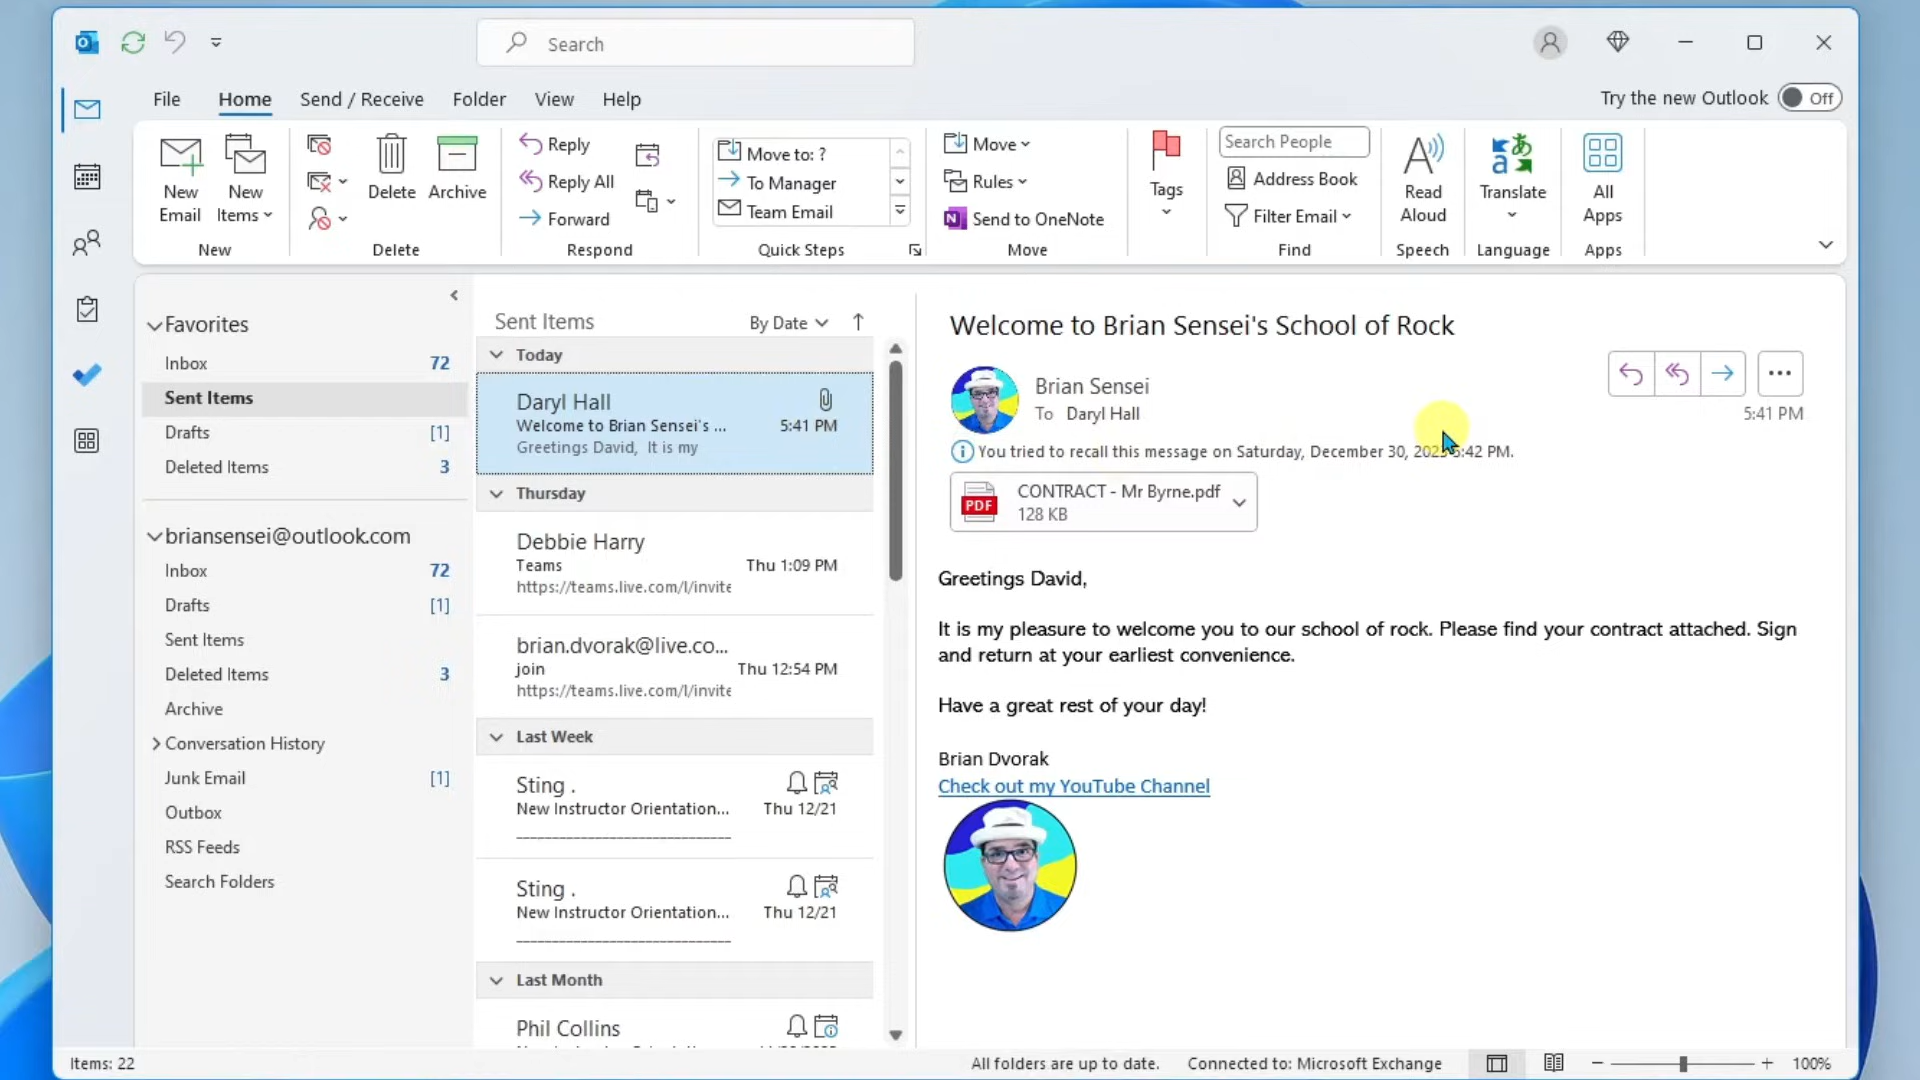 Search
File Home Send / Receive Folder View Help
Try the new Outlook Off
New Email
New Items
New
Delete
Archive
Delete
Reply
Reply All
Forward
Respond
Move to: ?
To Manager
Team Email
Quick Steps
Move
Rules
Send to OneNote
Move
Tags
Search People
Address Book
Filter Email
Find
Read Aloud
Speech
Translate
Language
All Apps
Apps
Favorites
Inbox 72
Sent Items
Drafts [1]
Deleted Items 3
briansensei@outlook.com
Inbox 72
Drafts [1]
Sent Items
Deleted Items 3
Archive
Conversation History
Junk Email [1]
Outbox
RSS Feeds
Search Folders
Sent Items By Date
Today
Daryl Hall
Welcome to Brian Sensei's ... 5:41 PM
Greetings David, It is my
Thursday
Debbie Harry
Teams Thu 1:09 PM
https://teams.live.com/l/invite
brian.dvorak@live.co...
join Thu 12:54 PM
https://teams.live.com/l/invite
Last Week
Sting .
New Instructor Orientation... Thu 12/21
Sting .
New Instructor Orientation... Thu 12/21
Last Month
Phil Collins
Welcome to Brian Sensei's School of Rock
Brian Sensei
To Daryl Hall
5:41 PM
You tried to recall this message on Saturday, December 30, 5:42 PM.
PDF
CONTRACT - Mr Byrne.pdf
128 KB
Greetings David,
It is my pleasure to welcome you to our school of rock. Please find your contract attached. Sign
and return at your earliest convenience.
Have a great rest of your day!
Brian Dvorak
Check out my YouTube Channel
Items: 22
All folders are up to date. Connected to: Microsoft Exchange 100%